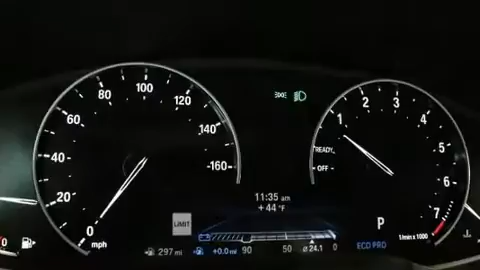 100
80
120
60
140
40
-160-
20
0
mph
2
3
1
4
READY
5
OFF
6
7
1/min x 1000
P
11:35 am
+ 44 °F
LIMIT
297 mi
+0.0 mi
90
50
ø 24.1
0
ECO PRO
0